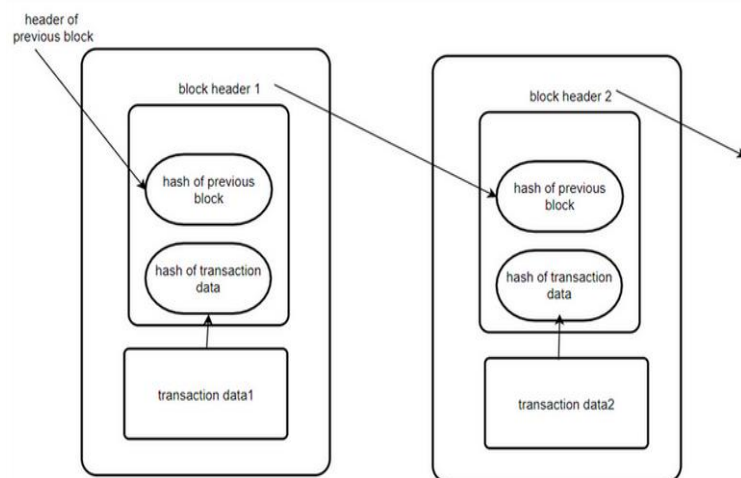 header of
previous block
block header 1
hash of previous
block
hash of transaction
data
transaction data1
block header 2
hash of previous
block
hash of transaction
data
transaction data2